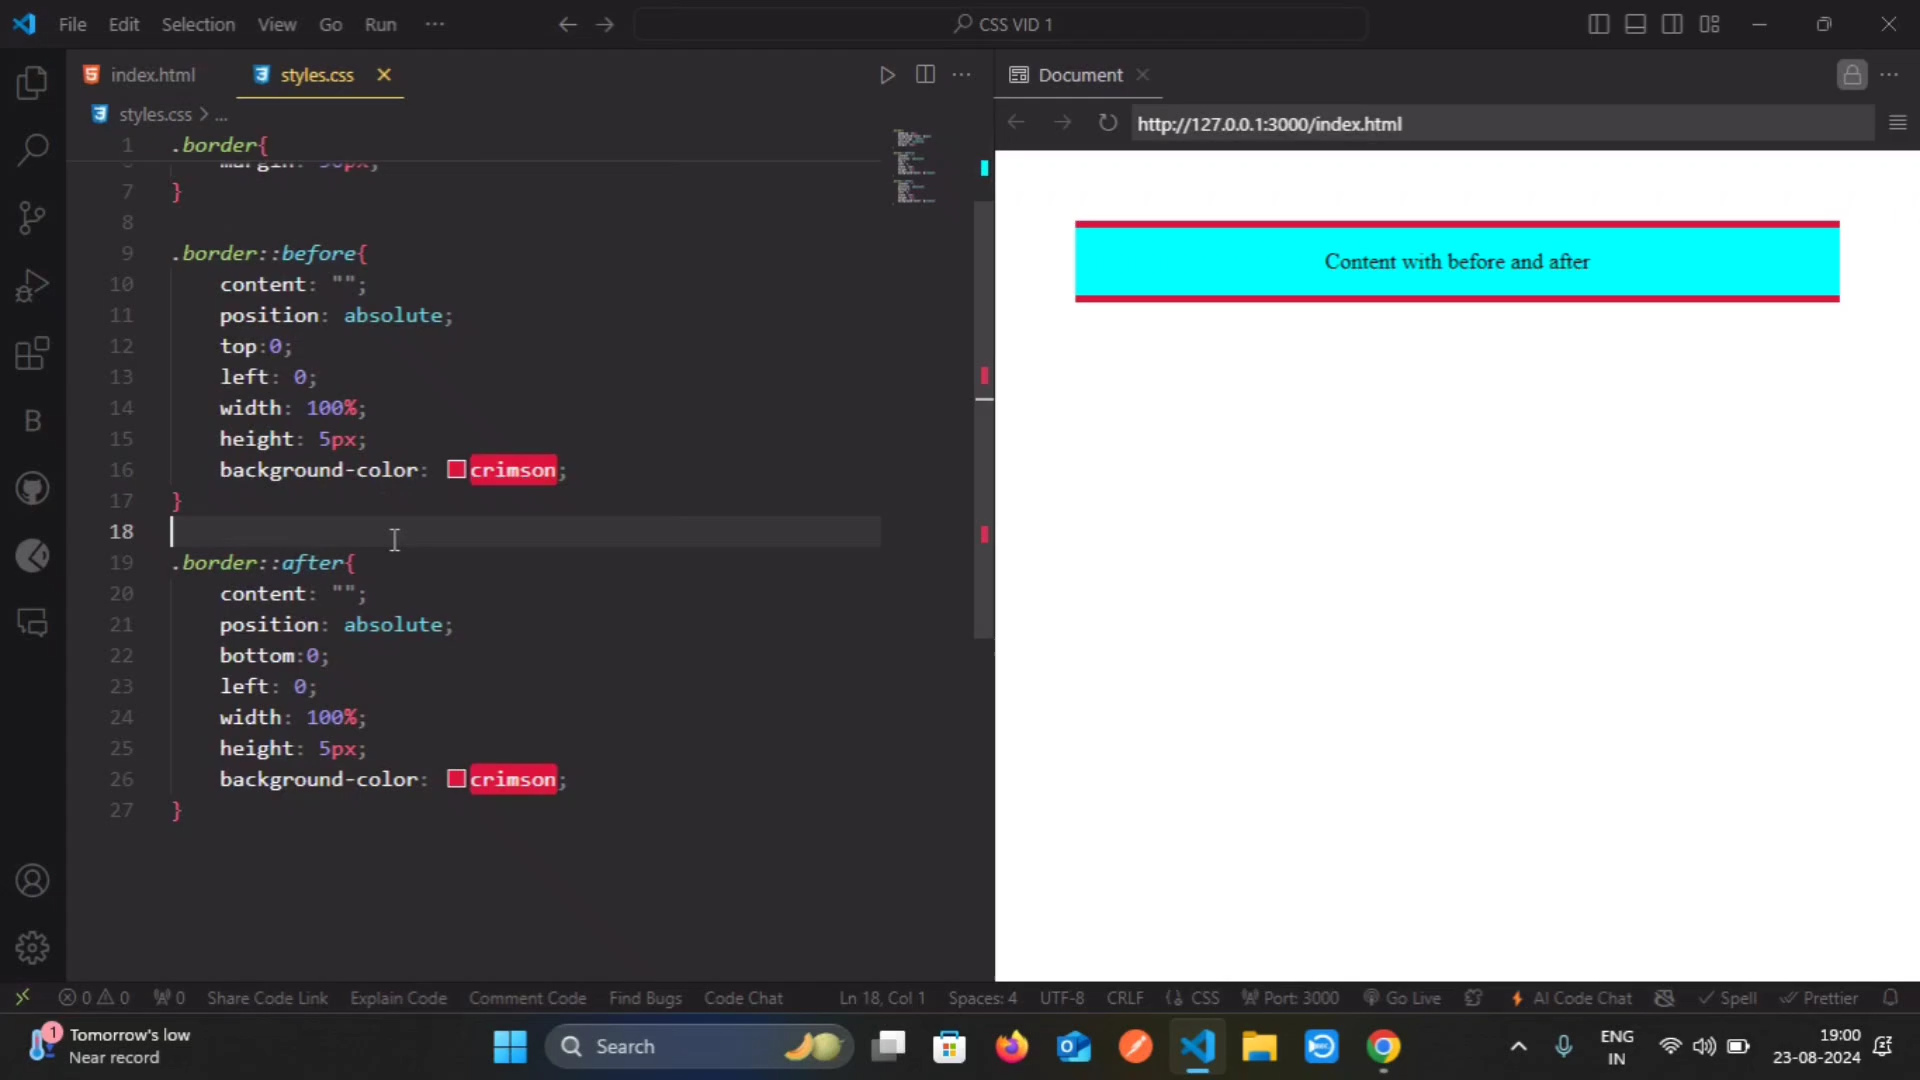 File Edit Selection View Go Run ··· CSS VID 1
index.html styles.css Document
styles.css > ... http://127.0.0.1:3000/index.html
1 .border{
7 }
8
9 .border::before{
10 content: "";
11 position: absolute;
12 top:0;
13 left: 0;
14 width: 100%;
15 height: 5px;
16 background-color: crimson;
17 }
18
19 .border::after{
20 content: "";
21 position: absolute;
22 bottom:0;
23 left: 0;
24 width: 100%;
25 height: 5px;
26 background-color: crimson;
27 }
Content with before and after
0 0 0 Share Code Link Explain Code Comment Code Find Bugs Code Chat Ln 18, Col 1 Spaces: 4 UTF-8 CRLF CSS Port: 3000 Go Live AI Code Chat Spell Prettier
1 Tomorrow's low
Near record
Search
ENG
IN
19:00
23-08-2024